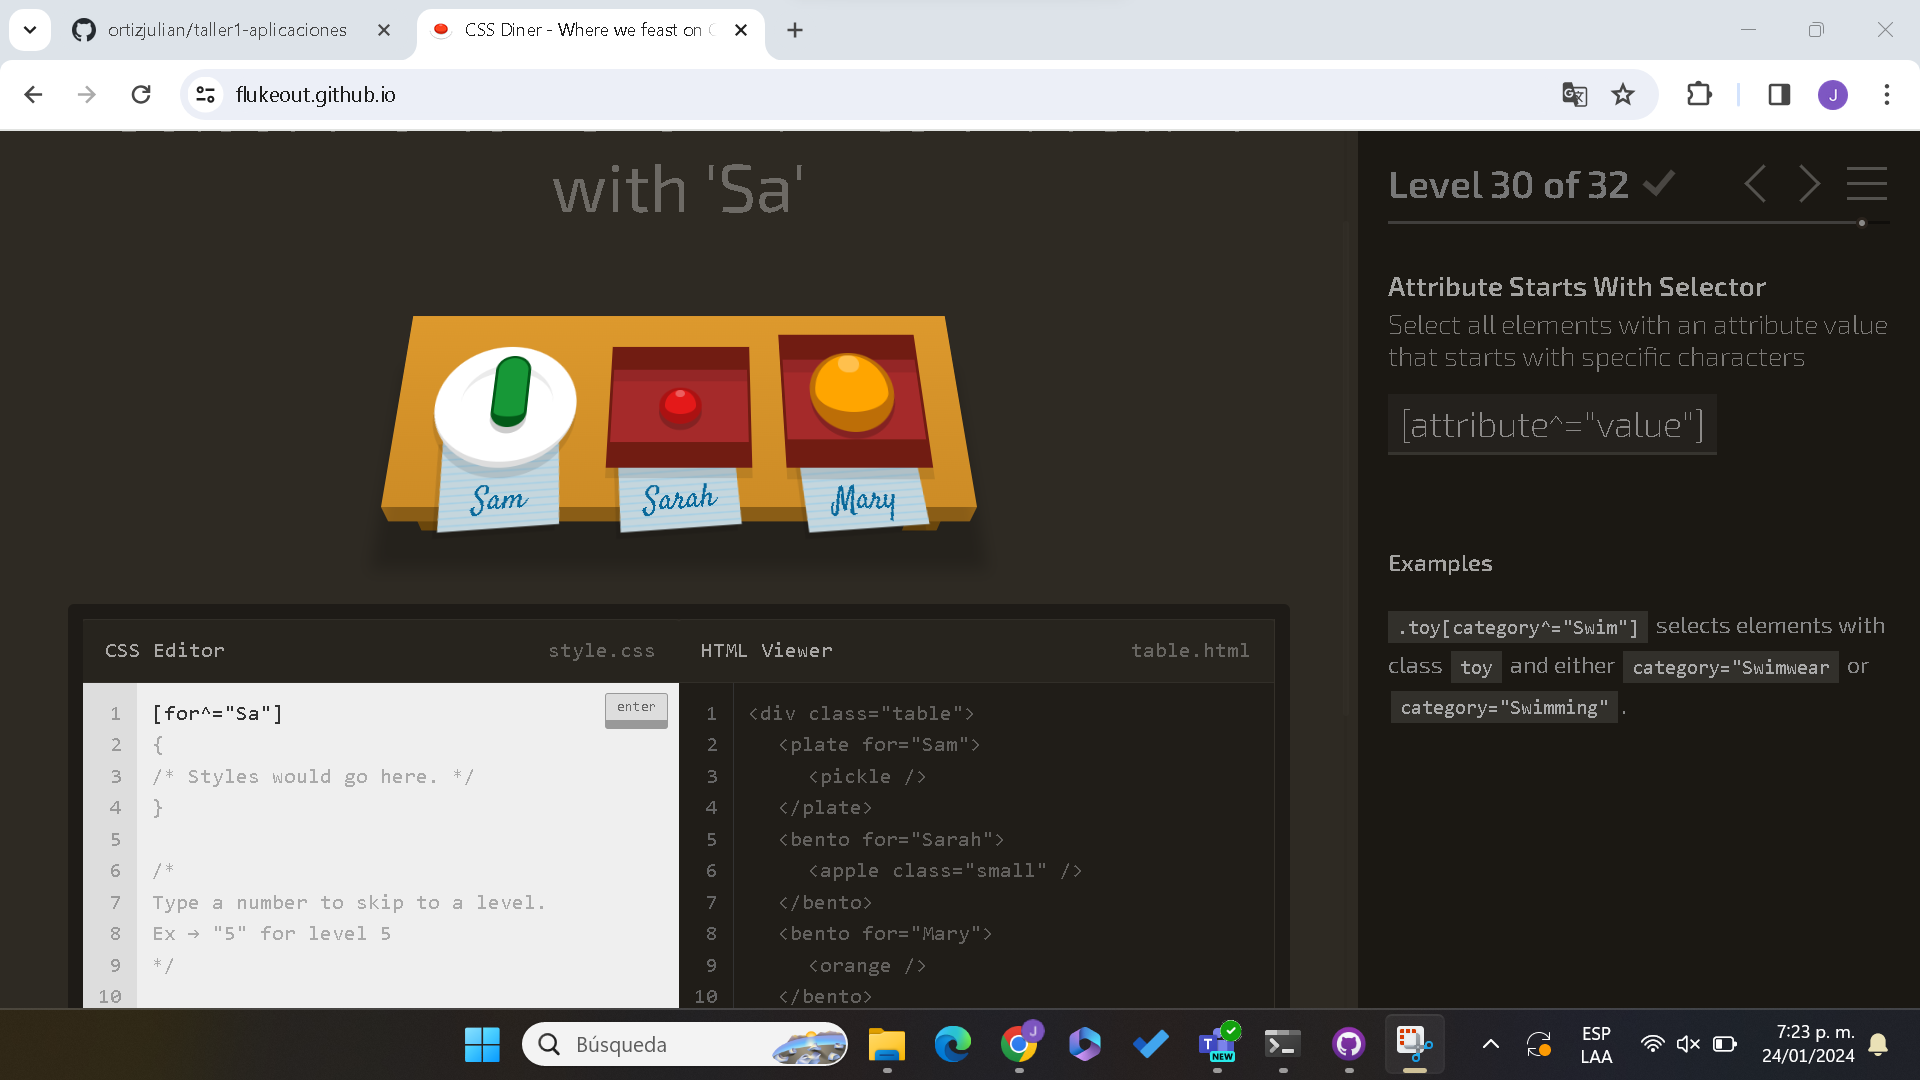 ortizjulian/taller1-aplicaciones
CSS Diner - Where we feast on
flukeout.github.io
J
with 'Sa'
Sam
Sarah
Mary
Level 30 of 32
Attribute Starts With Selector
Select all elements with an attribute value
that starts with specific characters
[attribute^="value"]
Examples
.toy[category^="Swim"] selects elements with
class toy and either category="Swimwear or
category="Swimming" .
CSS Editor style.css
1 [for^="Sa"] enter
2 {
3 /* Styles would go here. */
4 }
5
6 /*
7 Type a number to skip to a level.
8 Ex → "5" for level 5
9 */
10
HTML Viewer table.html
1 <div class="table">
2 <plate for="Sam">
3 <pickle />
4 </plate>
5 <bento for="Sarah">
6 <apple class="small" />
7 </bento>
8 <bento for="Mary">
9 <orange />
10 </bento>
Búsqueda
J
T
NEW
ESP
LAA
7:23 p. m.
24/01/2024